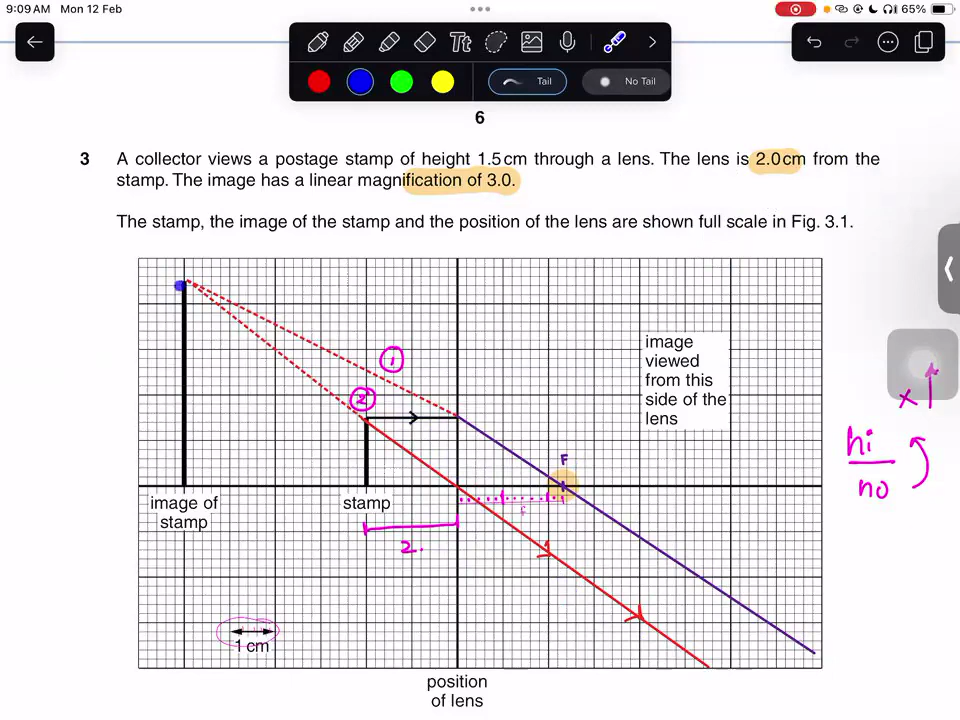 9:09 AM Mon 12 Feb
65%
Tt
Tail
No Tail
6
3 A collector views a postage stamp of height 1.5 cm through a lens. The lens is 2.0 cm from the
stamp. The image has a linear magnification of 3.0.
The stamp, the image of the stamp and the position of the lens are shown full scale in Fig. 3.1.
image
viewed
from this
side of the
lens
1
2
F
f
image of
stamp
stamp
2.
1 cm
position
of lens
hi
no